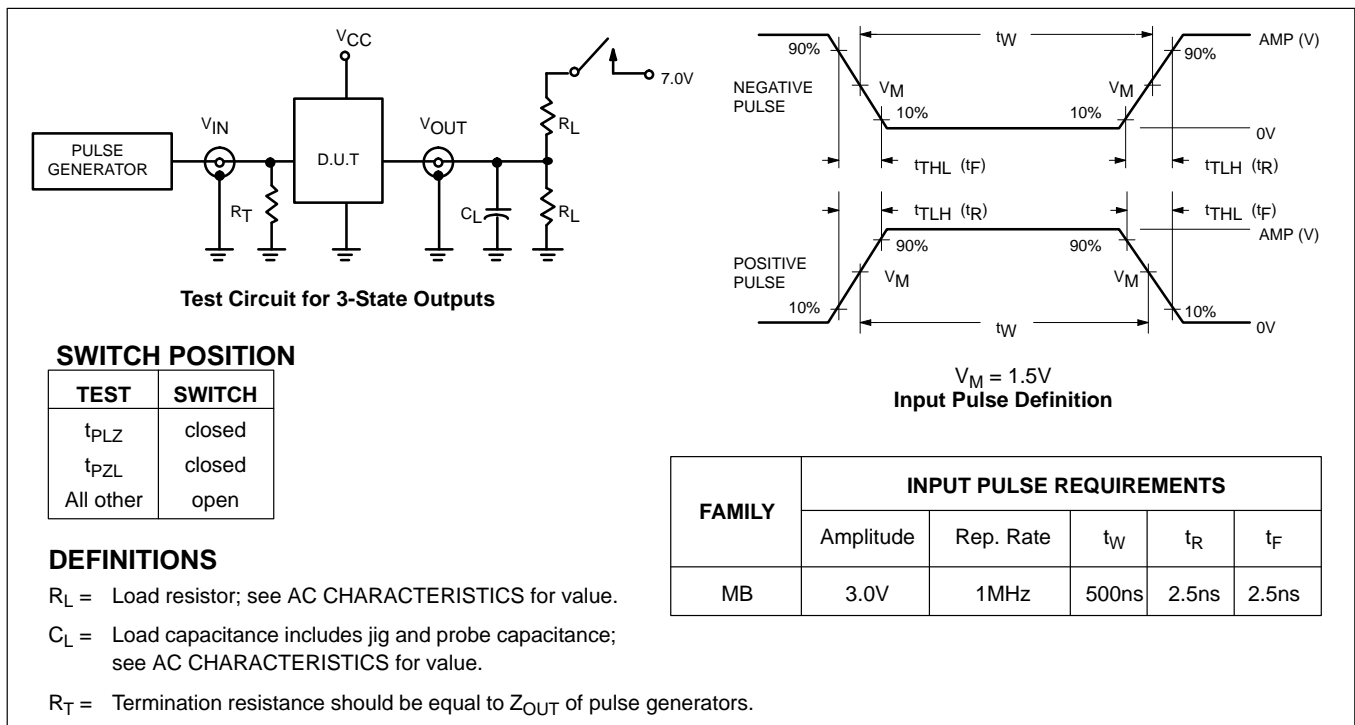 VCC
7.0V
RL
VIN
VOUT
PULSE
GENERATOR
D.U.T
RT
CL
RL
Test Circuit for 3-State Outputs
90%
tW
90%
AMP (V)
NEGATIVE
PULSE
VM
VM
10%
10%
0V
tTHL (tF)
tTLH (tR)
tTLH (tR)
tTHL (tF)
90%
90%
AMP (V)
POSITIVE
PULSE
VM
VM
10%
10%
tW
0V
VM = 1.5V
Input Pulse Definition
SWITCH POSITION
TEST SWITCH
tPLZ closed
tPZL closed
All other open
FAMILY INPUT PULSE REQUIREMENTS
Amplitude Rep. Rate tW tR tF
MB 3.0V 1MHz 500ns 2.5ns 2.5ns
DEFINITIONS
RL = Load resistor; see AC CHARACTERISTICS for value.
CL = Load capacitance includes jig and probe capacitance;
see AC CHARACTERISTICS for value.
RT = Termination resistance should be equal to ZOUT of pulse generators.